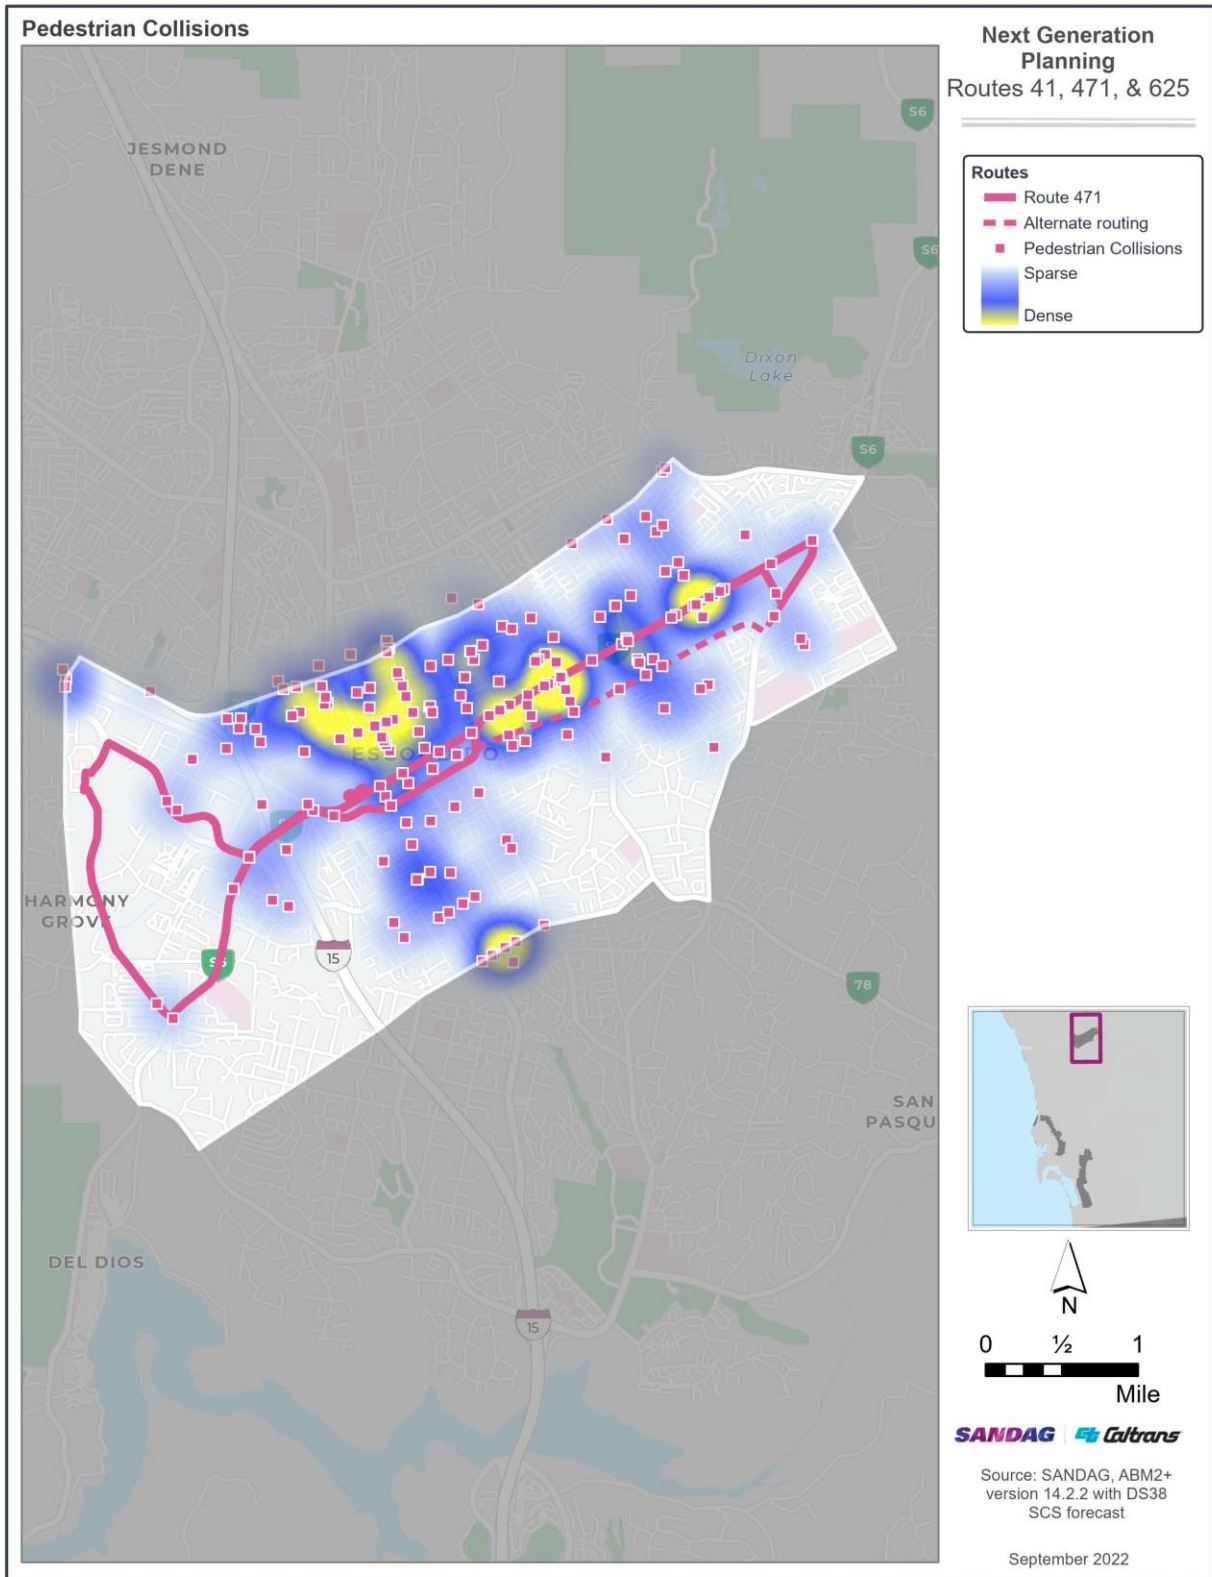 Pedestrian Collisions
Next Generation
Planning
Routes 41, 471, & 625
Routes
Route 471
Alternate routing
Pedestrian Collisions
Sparse
Dense
S6
JESMOND
DENE
S6
Dixon
Lake
S6
ESCONDIDO
HARMONY
GROVE
S6
15
78
SAN
PASQU
DEL DIOS
15
N
0 ½ 1
Mile
SANDAG Caltrans
Source: SANDAG, ABM2+
version 14.2.2 with DS38
SCS forecast
September 2022